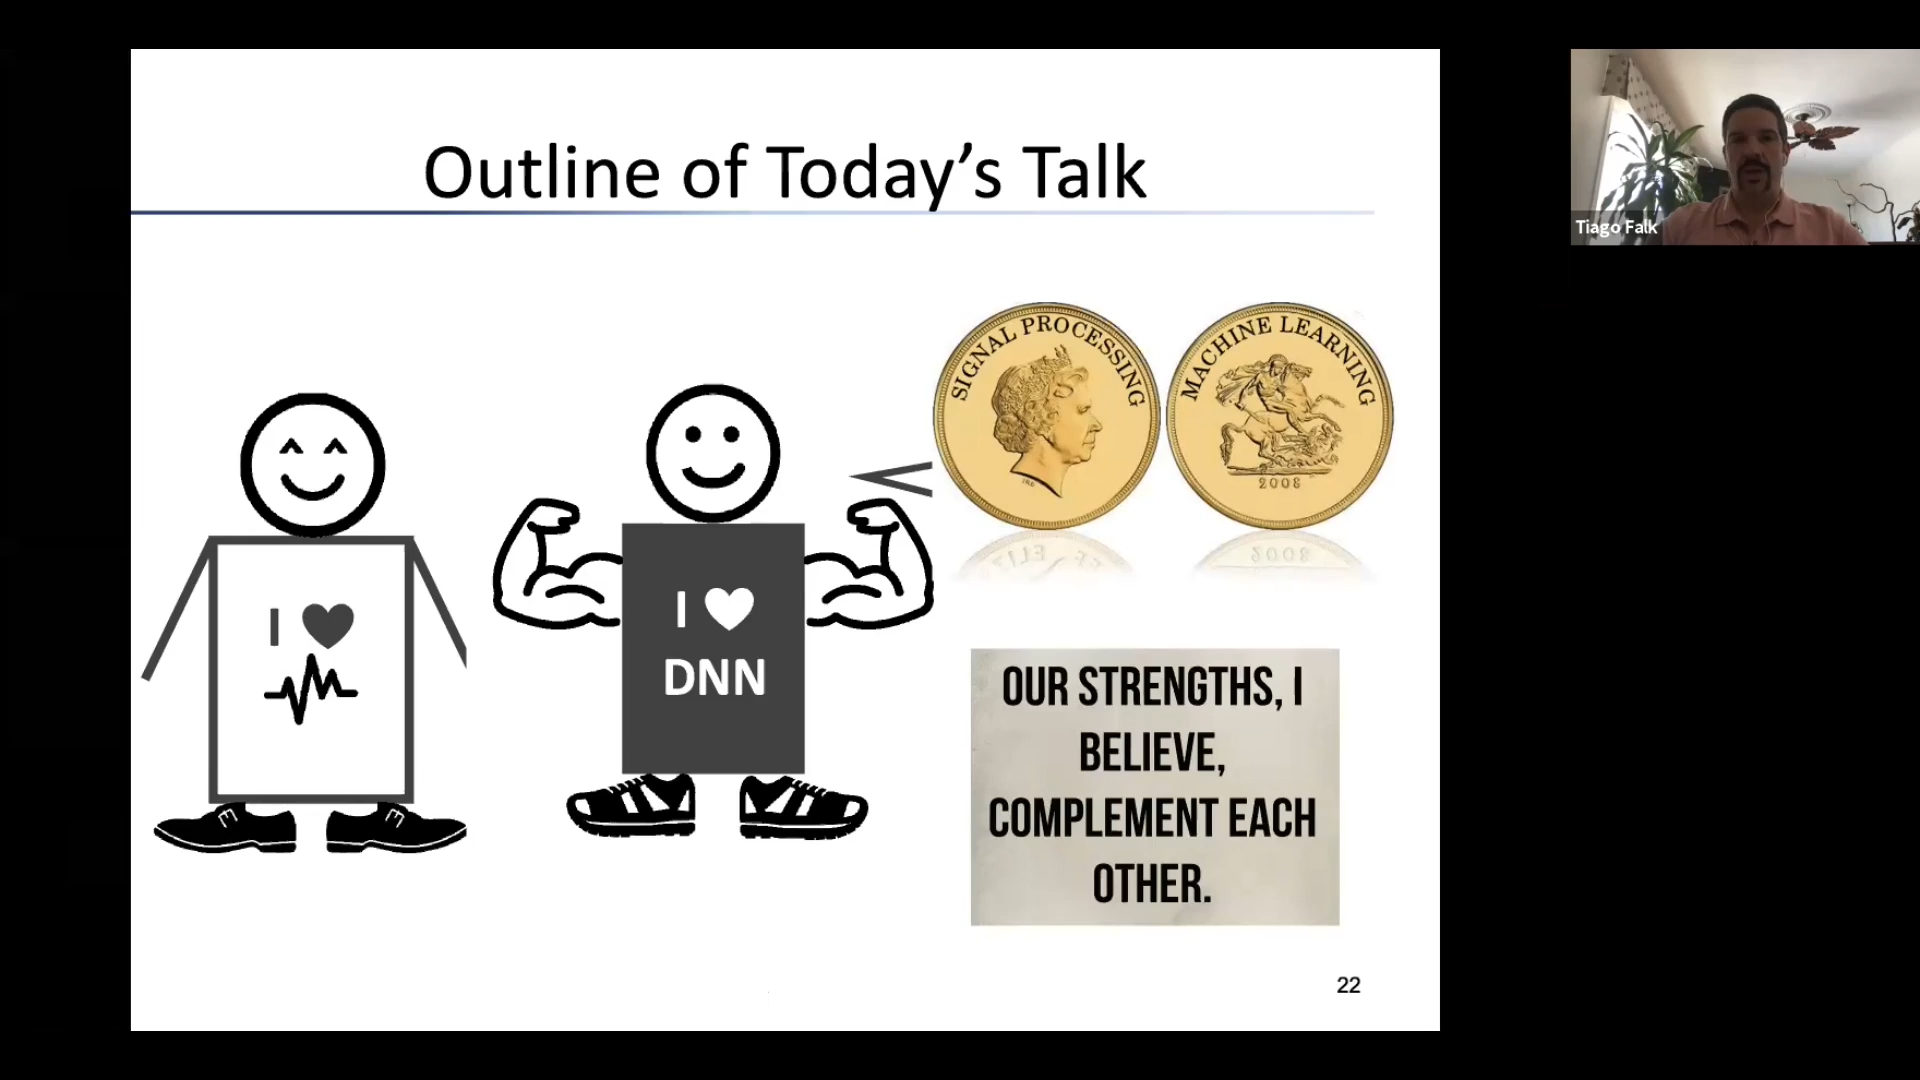 Outline of Today's Talk
Tiago Falk
SIGNAL PROCESSING
MACHINE LEARNING
2008
I
I
DNN
OUR STRENGTHS, I
BELIEVE,
COMPLEMENT EACH
OTHER.
22